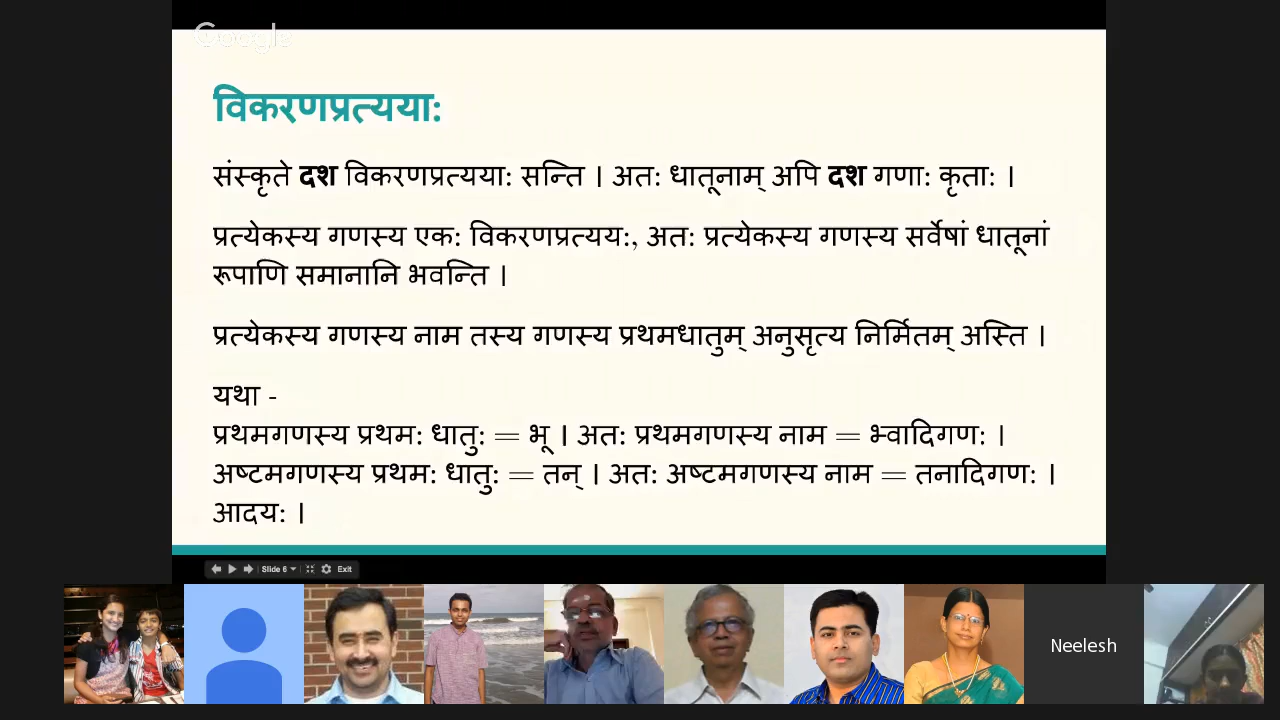 Google
विकरणप्रत्यया:
संस्कृते दश विकरणप्रत्यया: सन्ति । अत: धातूनाम् अपि दश गणा: कृता: ।
प्रत्येकस्य गणस्य एक: विकरणप्रत्यय:, अत: प्रत्येकस्य गणस्य सर्वेषां धातूनां
रूपाणि समानानि भवन्ति ।
प्रत्येकस्य गणस्य नाम तस्य गणस्य प्रथमधातुम् अनुसृत्य निर्मितम् अस्ति ।
यथा -
प्रथमगणस्य प्रथम: धातु: = भू । अत: प्रथमगणस्य नाम = भ्वादिगण: ।
अष्टमगणस्य प्रथम: धातु: = तन् । अत: अष्टमगणस्य नाम = तनादिगण: ।
आदय: ।
Slide 6 Exit
Neelesh